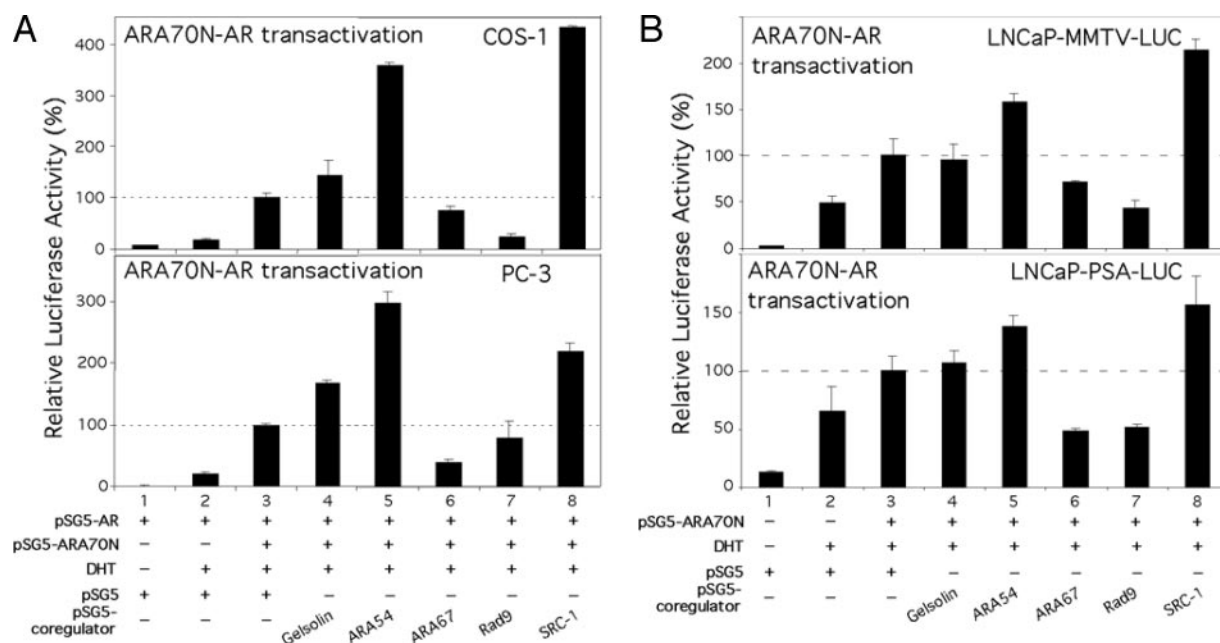 A
ARA70N-AR transactivation COS-1
400
300
200
100
0
Relative Luciferase Activity (%)
ARA70N-AR transactivation PC-3
300
200
100
0
1 2 3 4 5 6 7 8
pSG5-AR + + + + + + + +
pSG5-ARA70N – – + + + + + +
DHT – + + + + + + +
pSG5 + + + – – – – –
pSG5-coregulator – – – Gelsolin ARA54 ARA67 Rad9 SRC-1
B
ARA70N-AR LNCaP-MMTV-LUC
transactivation
200
150
100
50
0
Relative Luciferase Activity (%)
ARA70N-AR LNCaP-PSA-LUC
transactivation
150
100
50
0
1 2 3 4 5 6 7 8
pSG5-ARA70N – – + + + + + +
DHT – + + + + + + +
pSG5 + + + – – – – –
pSG5-coregulator – – – Gelsolin ARA54 ARA67 Rad9 SRC-1